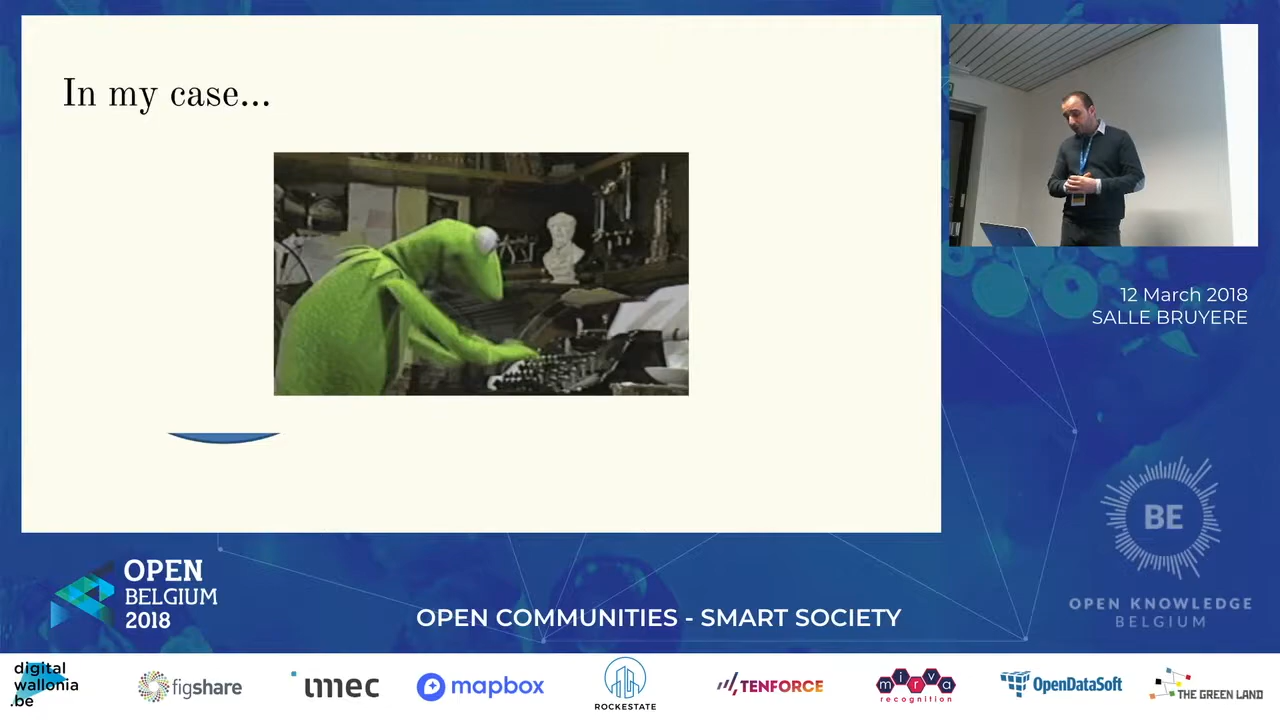 In my case...
12 March 2018
SALLE BRUYERE
BE
OPEN KNOWLEDGE
BELGIUM
OPEN
BELGIUM
2018
OPEN COMMUNITIES - SMART SOCIETY
digital
wallonia
.be
figshare
imec
mapbox
ROCKESTATE
TENFORCE
mirva
recognition
OpenDataSoft
THE GREEN LAND